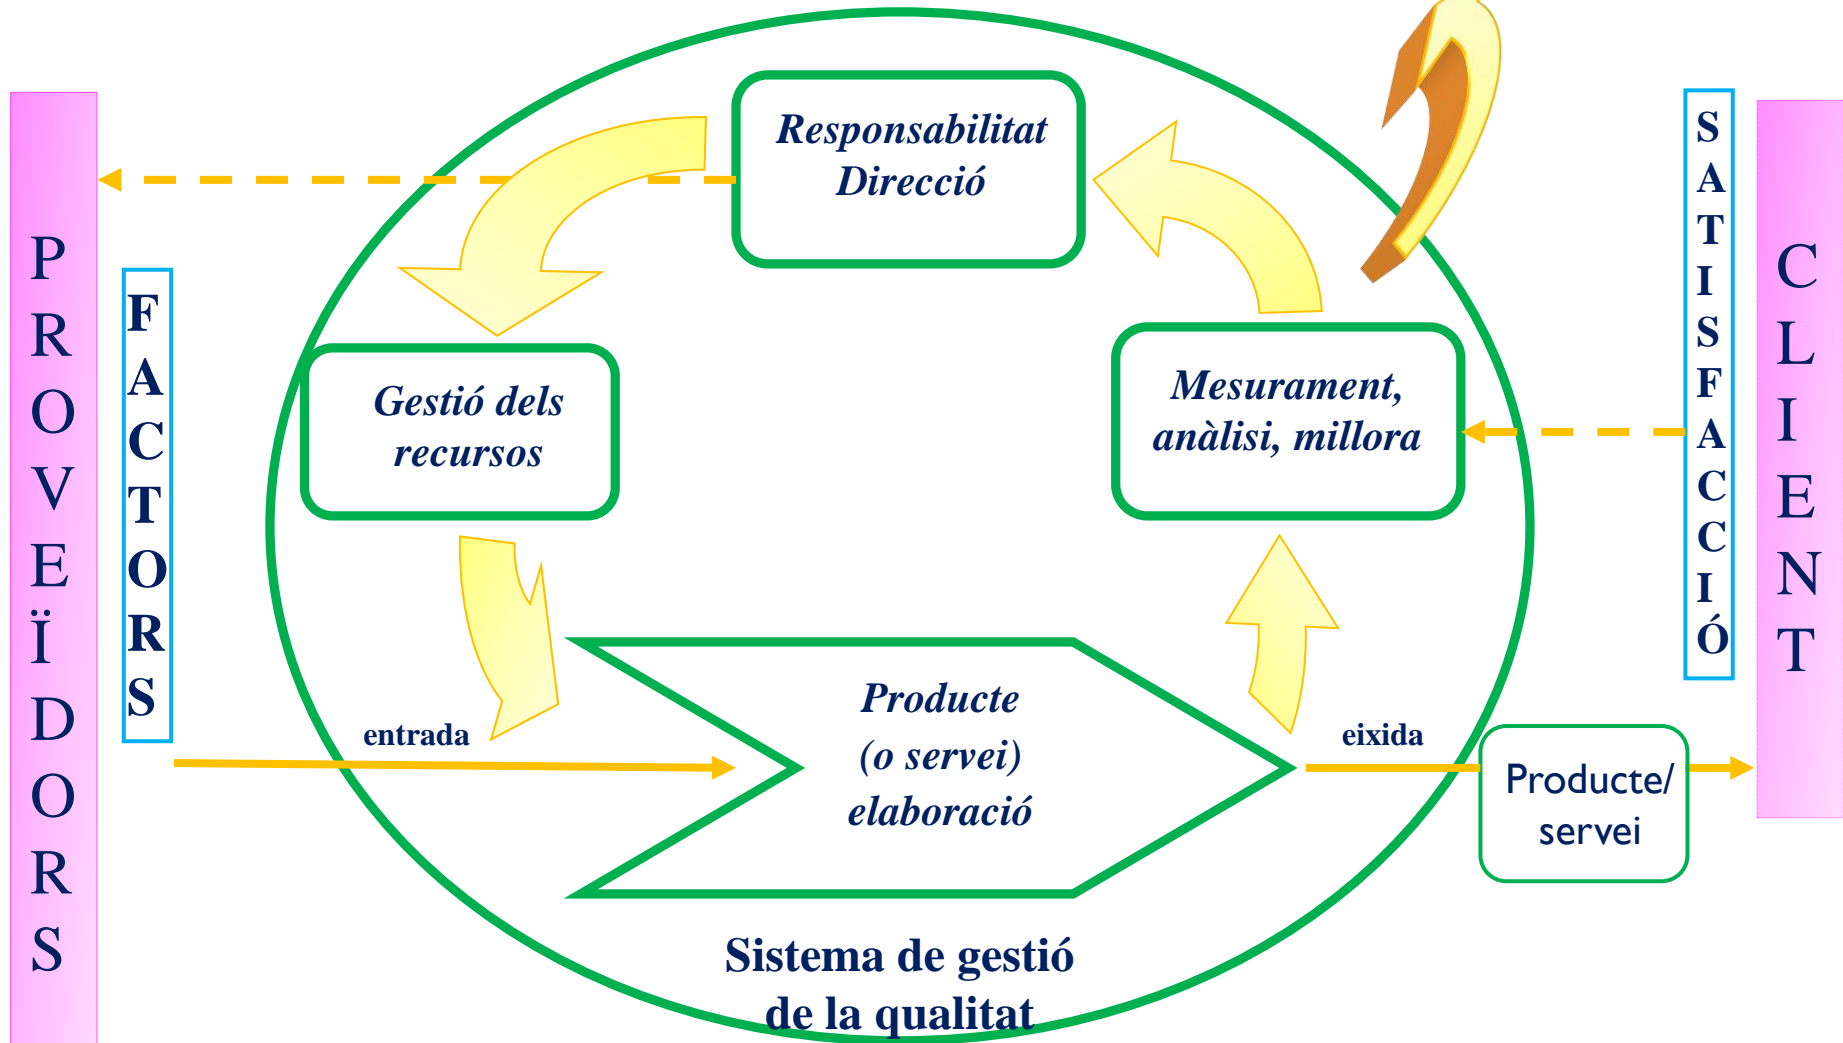 PROVEÏDORS
FACTORS
Responsabilitat
Direcció
Gestió dels
recursos
Mesurament,
anàlisi, millora
SATISFACCIÓ
CLIENT
entrada
Producte
(o servei)
elaboració
eixida
Producte/
servei
Sistema de gestió
de la qualitat